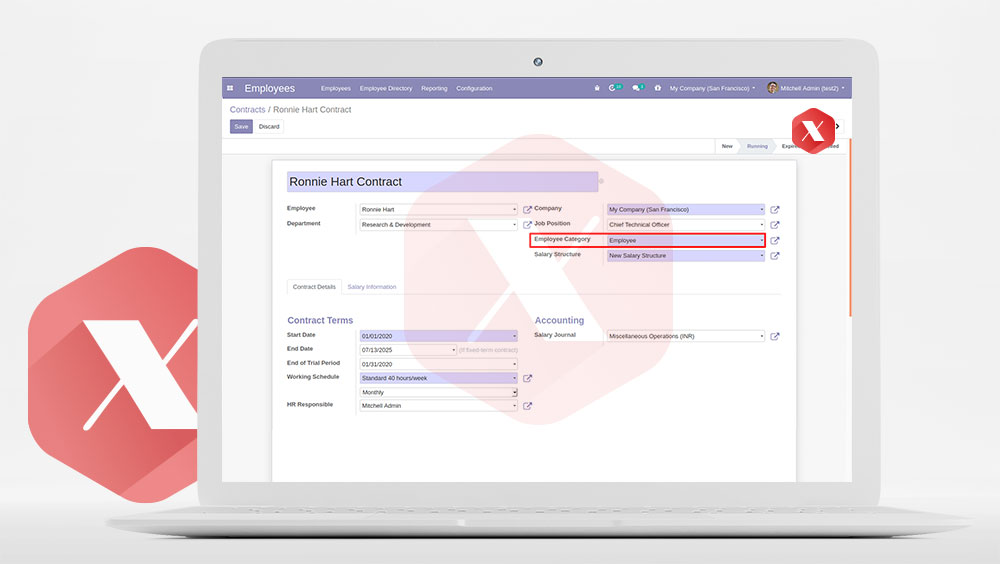 Employees Employees Employee Directory Reporting Configuration My Company (San Francisco) Mitchell Admin (test2)
Contracts / Ronnie Hart Contract
Save Discard
New Running
Ronnie Hart Contract
Employee Ronnie Hart Company My Company (San Francisco)
Department Research & Development Job Position Chief Technical Officer
Employee Category Employee
Salary Structure New Salary Structure
Contract Details Salary Information
Contract Terms Accounting
Start Date 01/01/2020 Salary Journal Miscellaneous Operations (INR)
End Date 07/13/2025 (If fixed-term contract)
End of Trial Period 01/31/2020
Working Schedule Standard 40 hours/week
Monthly
HR Responsible Mitchell Admin